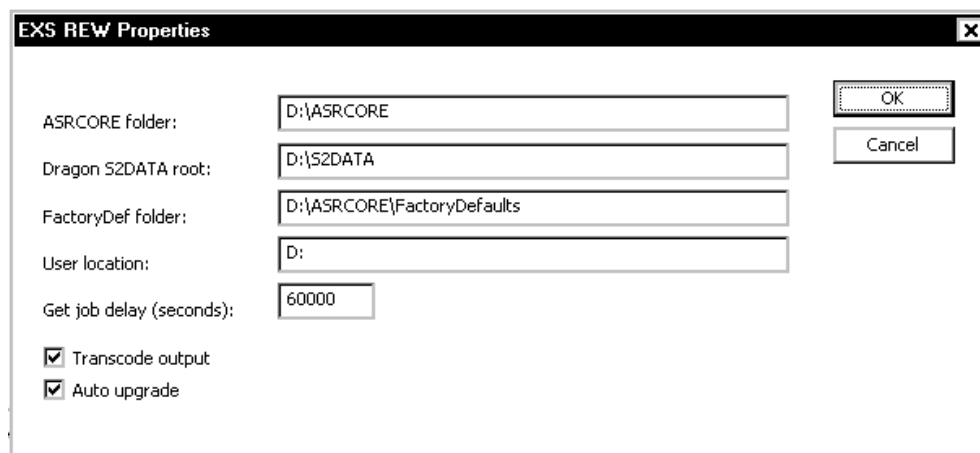 EXS REW Properties
ASRCORE folder: D:\ASRCORE
OK
Dragon S2DATA root: D:\S2DATA
Cancel
FactoryDef folder: D:\ASRCORE\FactoryDefaults
User location: D:
Get job delay (seconds): 60000
Transcode output
Auto upgrade